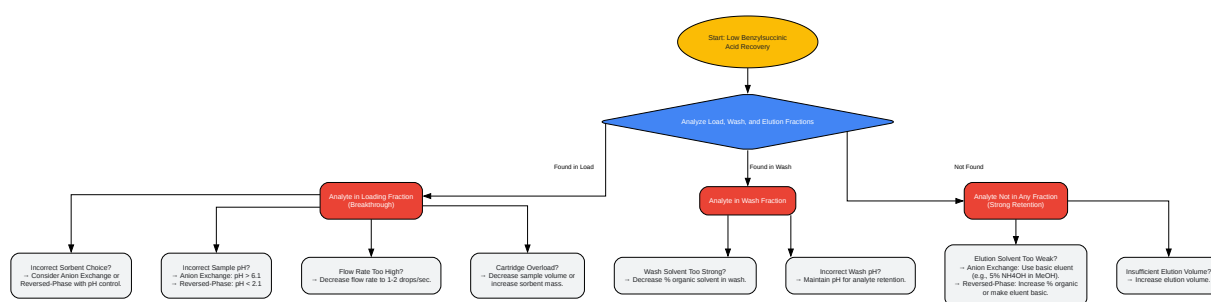 Start: Low Benzylsuccinic
Acid Recovery
Analyze Load, Wash, and Elution Fractions
Found in Load
Found in Wash
Not Found
Analyte in Loading Fraction
(Breakthrough)
Analyte in Wash Fraction
Analyte Not In Any Fraction
(Strong Retention)
Incorrect Sorbent Choice?
→ Consider Anion Exchange or
Reversed-Phase with pH control.
Incorrect Sample pH?
→ Anion Exchange: pH > 6.1
→ Reversed-Phase: pH < 2.1
Flow Rate Too High?
→ Decrease flow rate to 1-2 drops/sec.
Cartridge Overload?
→ Decrease sample volume or
increase sorbent mass.
Wash Solvent Too Strong?
→ Decrease % organic solvent in wash.
Incorrect Wash pH?
→ Maintain pH for analyte retention.
Elution Solvent Too Weak?
→ Anion Exchange: Use basic eluent
(e.g., 5% NH4OH in MeOH).
→ Reversed-Phase: Increase % organic
or make eluent basic.
Insufficient Elution Volume?
→ Increase elution volume.